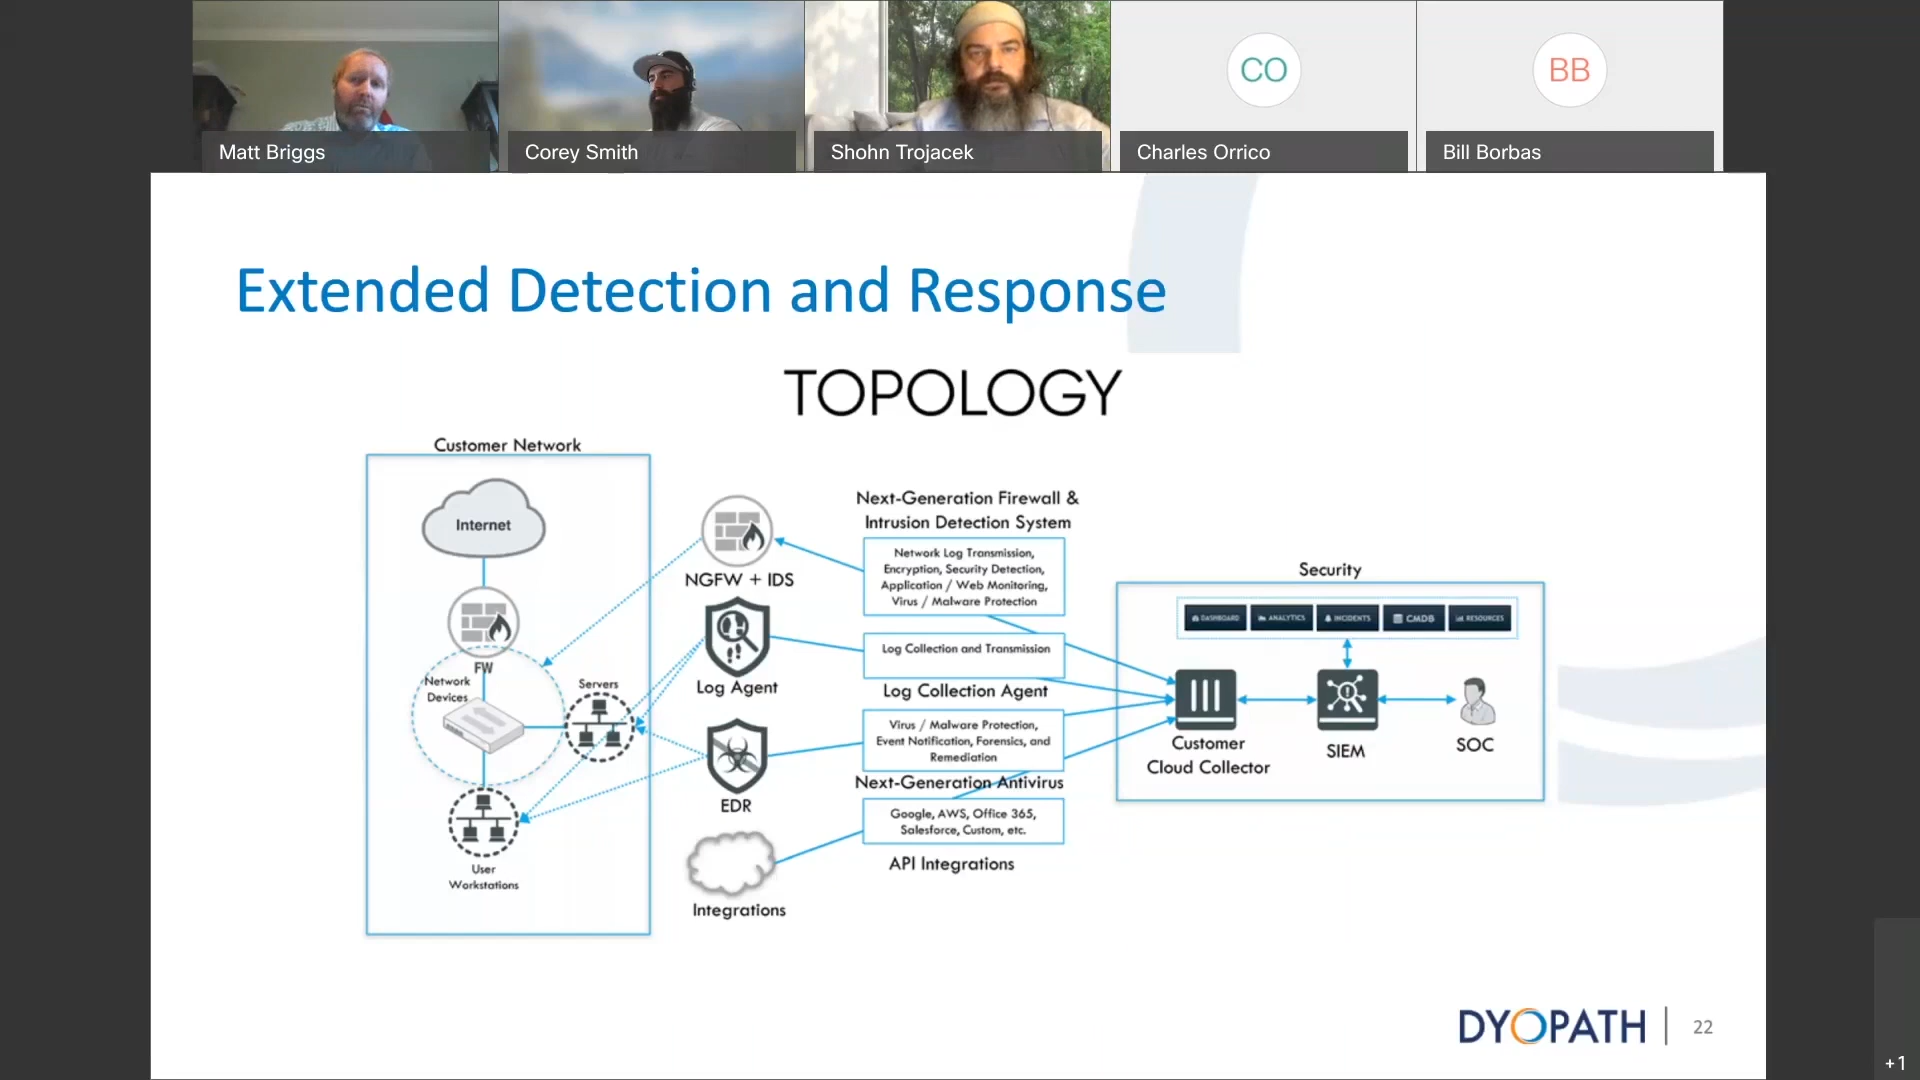 Matt Briggs
Corey Smith
Shohn Trojacek
CO
Charles Orrico
BB
Bill Borbas
Extended Detection and Response
TOPOLOGY
Customer Network
Internet
FW
Network
Devices
Servers
User
Workstations
NGFW + IDS
Log Agent
EDR
Integrations
Next-Generation Firewall &
Intrusion Detection System
Network Log Transmission,
Encryption, Security Detection,
Application / Web Monitoring,
Virus / Malware Protection
Log Collection and Transmission
Log Collection Agent
Virus / Malware Protection,
Event Notification, Forensics, and
Remediation
Next-Generation Antivirus
Google, AWS, Office 365,
Salesforce, Custom, etc.
API Integrations
Security
DASHBOARD
ANALYTICS
INCIDENTS
CMDB
RESOURCES
Customer
Cloud Collector
SIEM
SOC
DYOPATH
22
+1